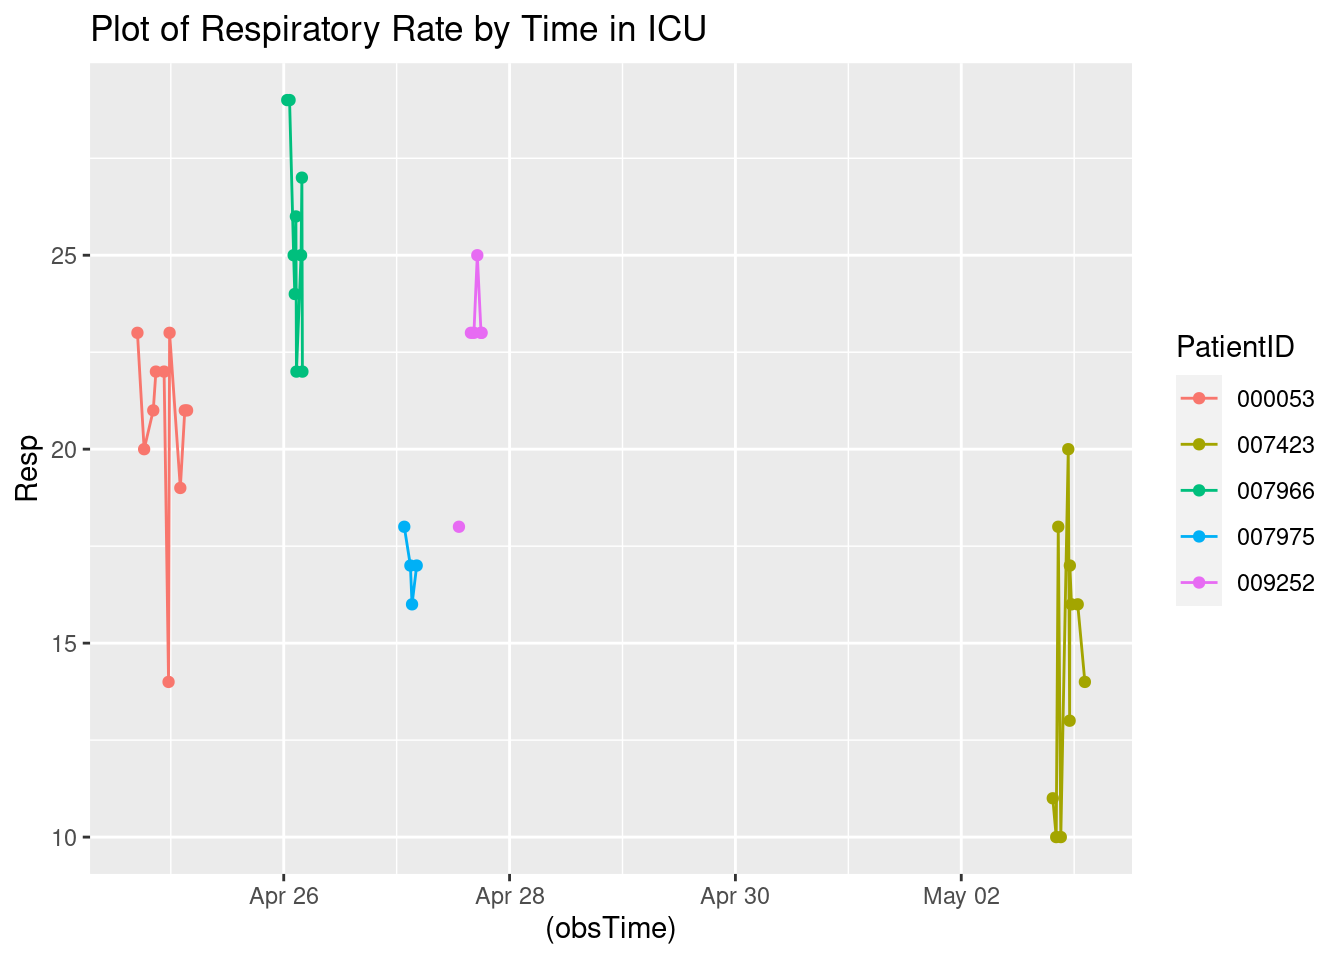 Plot of Respiratory Rate by Time in ICU
Resp
25
20
15
10
Apr 26
Apr 28
Apr 30
May 02
(obsTime)
PatientID
000053
007423
007966
007975
009252